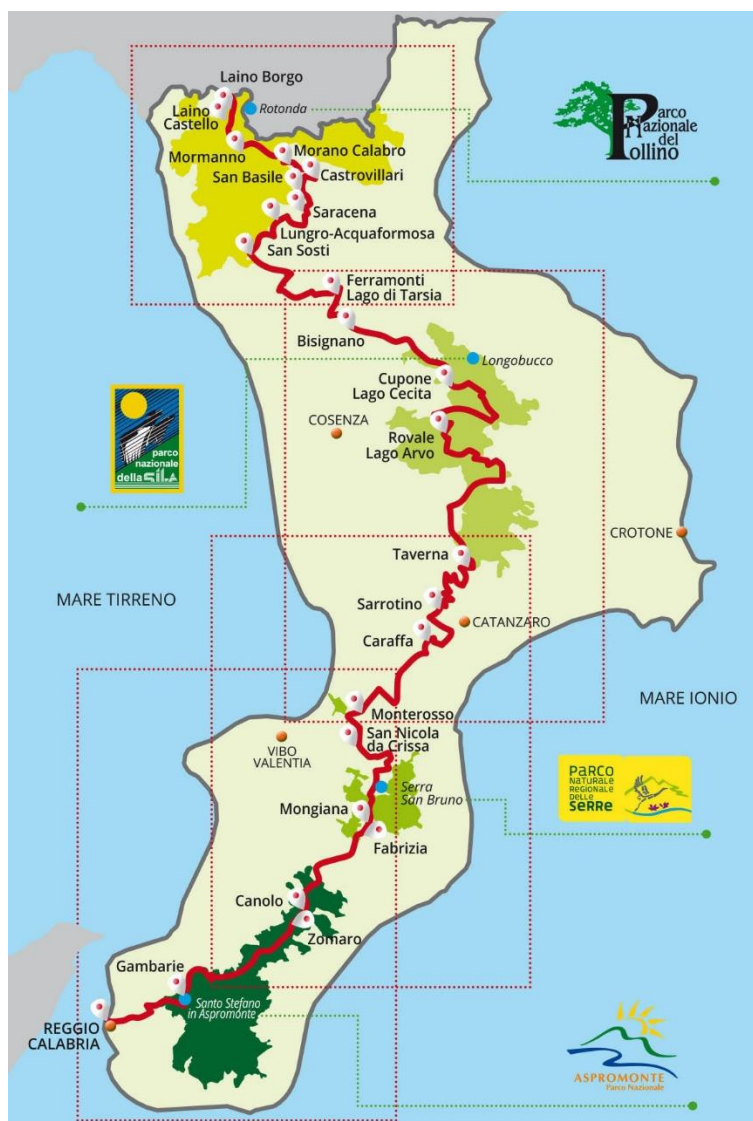 Laino Borgo
Rotonda
Laino
Castello
Parco
Nazionale
del
Pollino
Mormanno
Morano Calabro
San Basile
Castrovillari
Saracena
Lungro-Acquaformosa
San Sosti
Ferramonti
Lago di Tarsia
Bisignano
Longobucco
Cupone
Lago Cecita
COSENZA
Rovale
Lago Arvo
parco
nazionale
della SILA
CROTONE
Taverna
MARE TIRRENO
Sarrotino
CATANZARO
Caraffa
MARE IONIO
Monterosso
San Nicola
da Crissa
VIBO
VALENTIA
PARCO
NATURALE
REGIONALE
DELLE
SERRE
Serra
San Bruno
Mongiana
Fabrizia
Canolo
Zomaro
Gambarie
Santo Stefano
in Aspromonte
REGGIO
CALABRIA
ASPROMONTE
Parco Nazionale